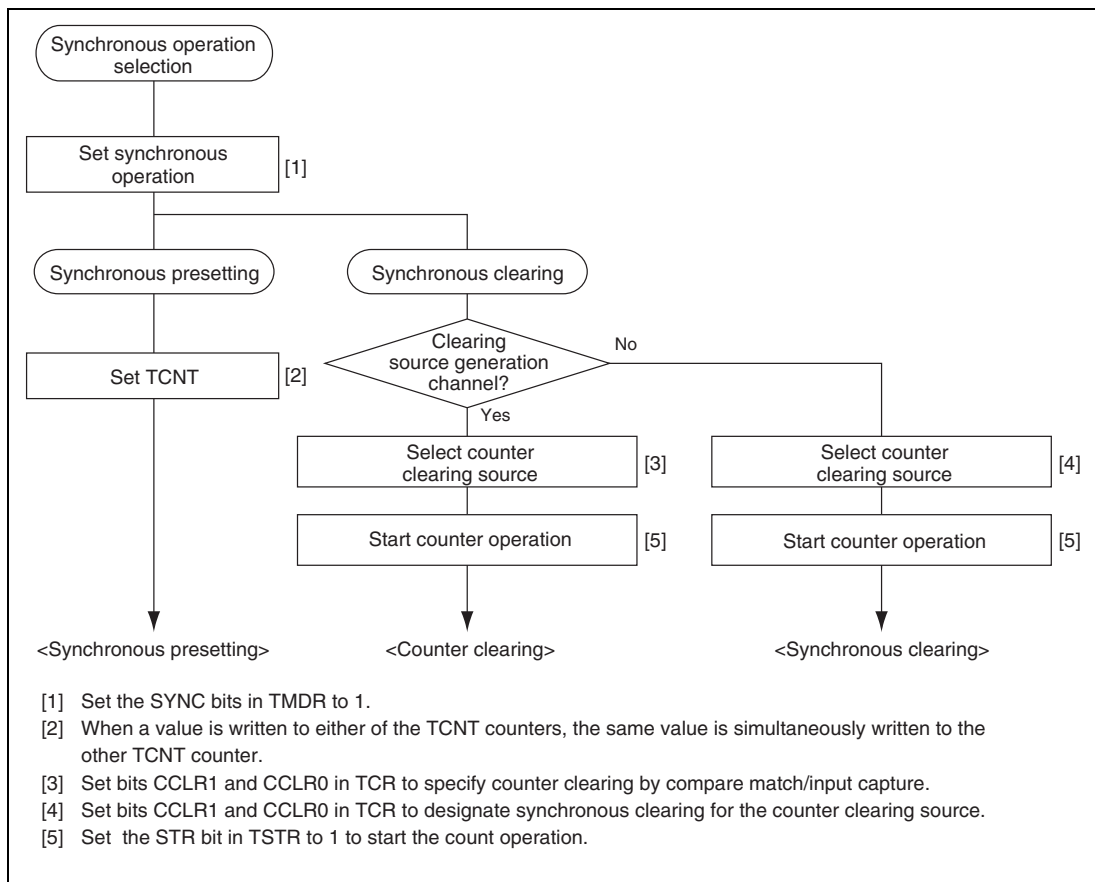 Synchronous operation
selection
Set synchronous
operation
[1]
Synchronous presetting
Synchronous clearing
Set TCNT
[2]
Clearing
source generation
channel?
No
Yes
Select counter
clearing source
[3]
Select counter
clearing source
[4]
Start counter operation
[5]
Start counter operation
[5]
<Synchronous presetting>
<Counter clearing>
<Synchronous clearing>
[1] Set the SYNC bits in TMDR to 1.
[2] When a value is written to either of the TCNT counters, the same value is simultaneously written to the
other TCNT counter.
[3] Set bits CCLR1 and CCLR0 in TCR to specify counter clearing by compare match/input capture.
[4] Set bits CCLR1 and CCLR0 in TCR to designate synchronous clearing for the counter clearing source.
[5] Set the STR bit in TSTR to 1 to start the count operation.